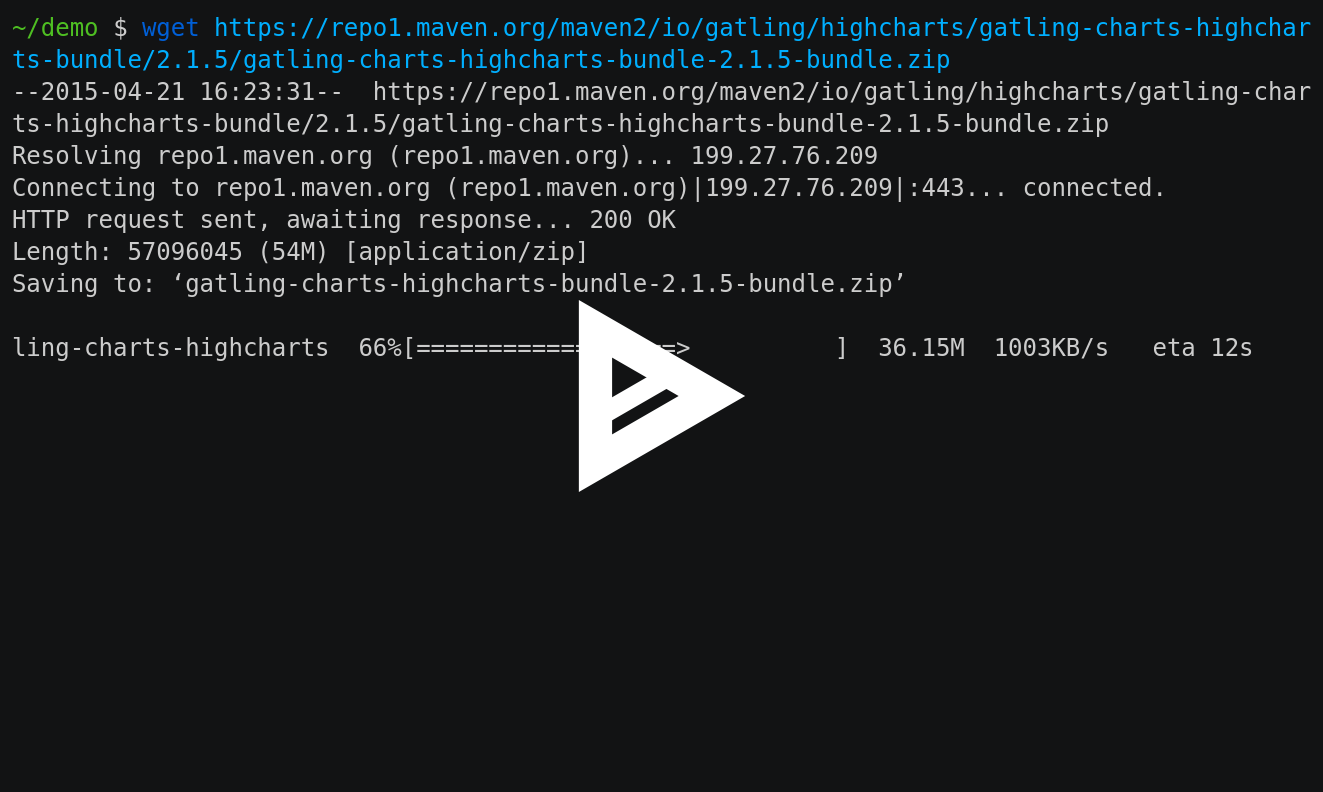 ~/demo $ wget https://repo1.maven.org/maven2/io/gatling/highcharts/gatling-charts-highchar
ts-bundle/2.1.5/gatling-charts-highcharts-bundle-2.1.5-bundle.zip
--2015-04-21 16:23:31--  https://repo1.maven.org/maven2/io/gatling/highcharts/gatling-char
ts-highcharts-bundle/2.1.5/gatling-charts-highcharts-bundle-2.1.5-bundle.zip
Resolving repo1.maven.org (repo1.maven.org)... 199.27.76.209
Connecting to repo1.maven.org (repo1.maven.org)|199.27.76.209|:443... connected.
HTTP request sent, awaiting response... 200 OK
Length: 57096045 (54M) [application/zip]
Saving to: ‘gatling-charts-highcharts-bundle-2.1.5-bundle.zip’
ling-charts-highcharts  66%[==================>          ]  36.15M  1003KB/s   eta 12s